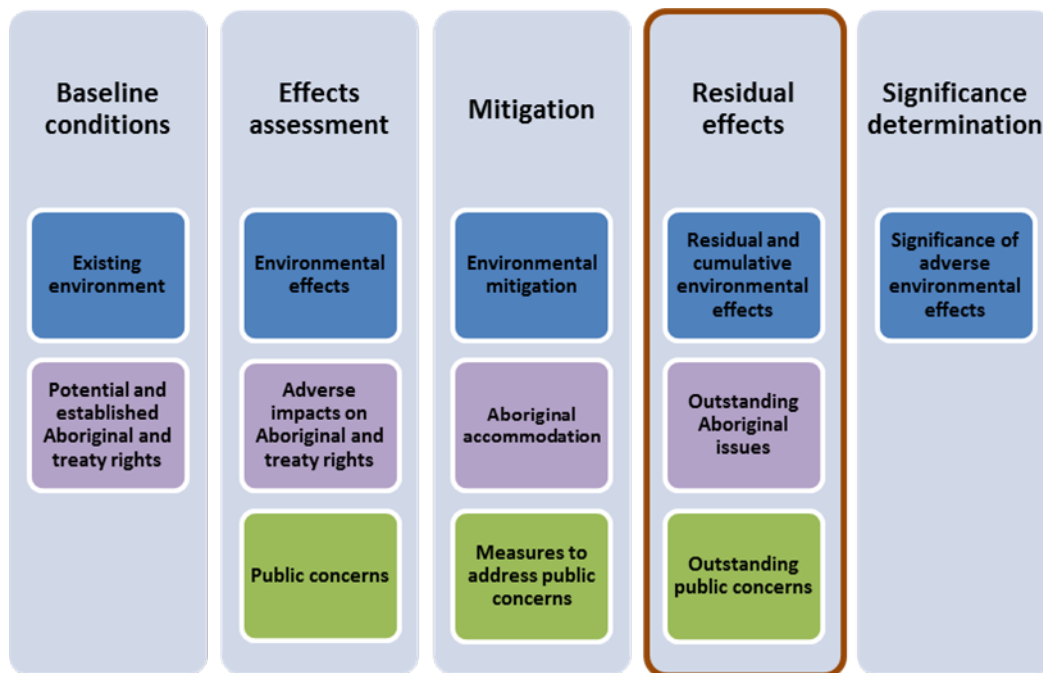 Baseline
conditions
Existing
environment
Potential and
established
Aboriginal and
treaty rights
Effects
assessment
Environmental
effects
Adverse
impacts on
Aboriginal and
treaty rights
Public concerns
Mitigation
Environmental
mitigation
Aboriginal
accommodation
Measures to
address public
concerns
Residual
effects
Residual and
cumulative
environmental
effects
Outstanding
Aboriginal
issues
Outstanding
public concerns
Significance
determination
Significance of
adverse
environmental
effects